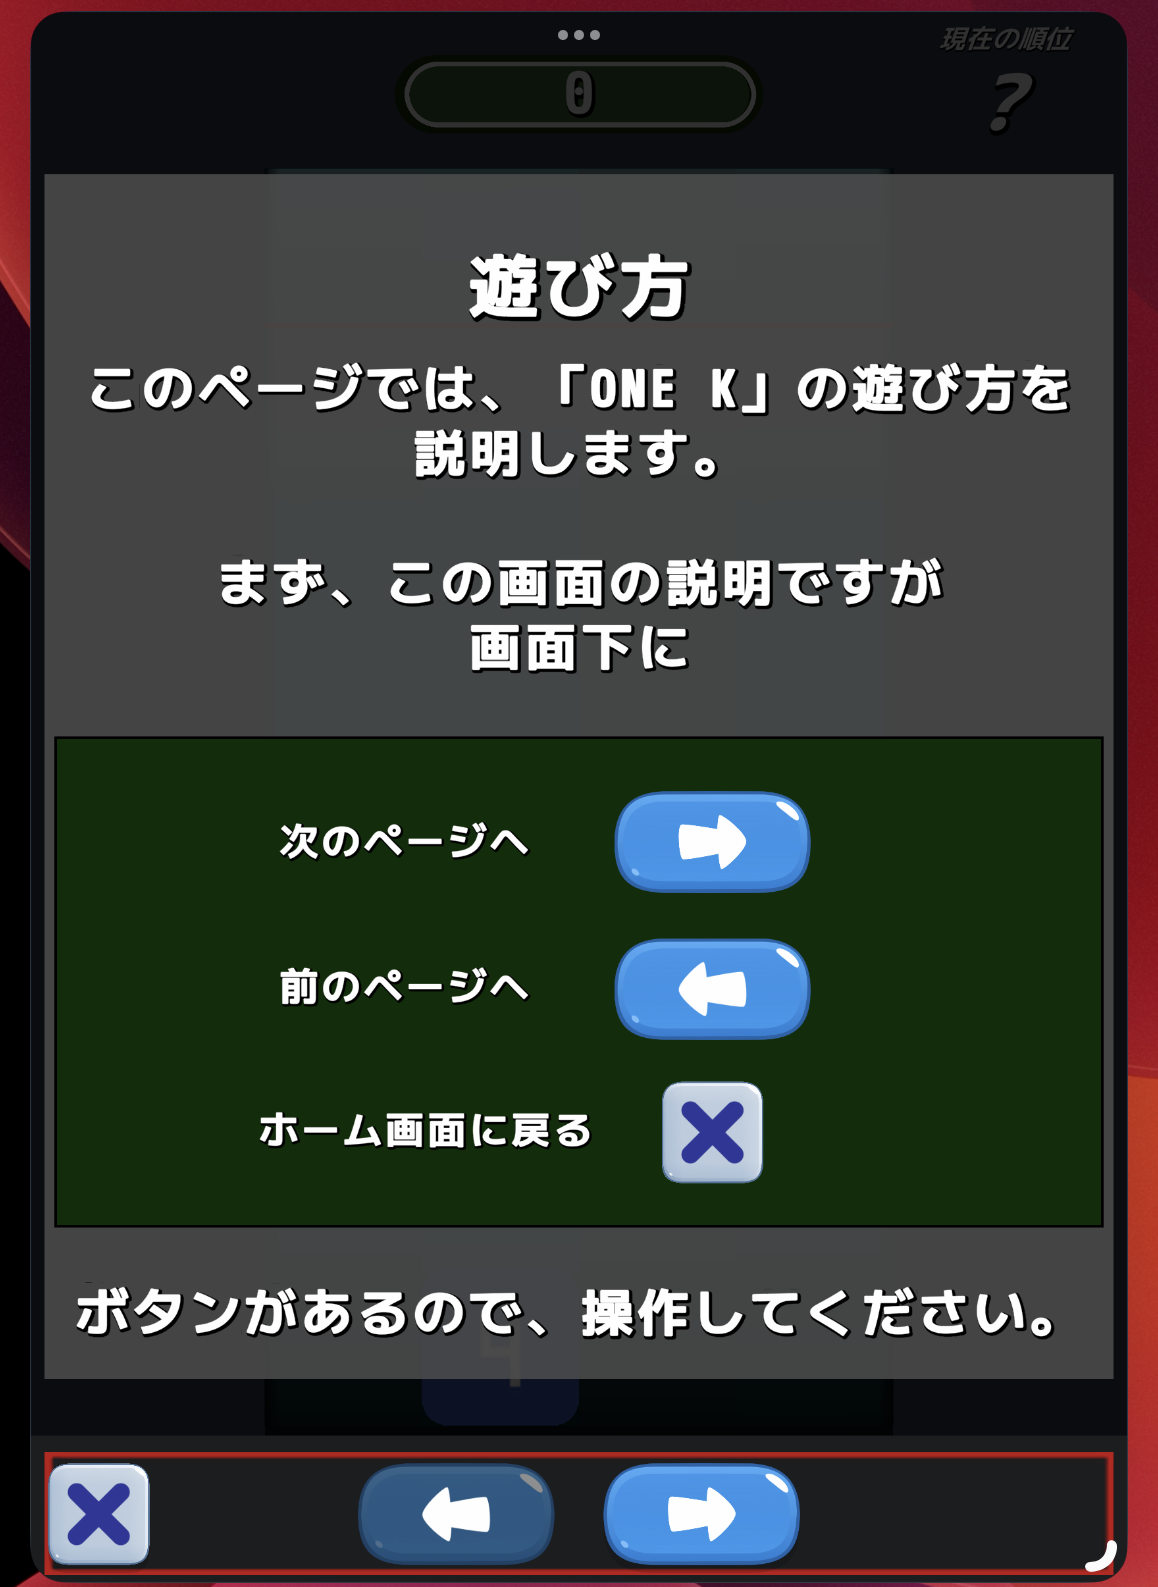 現在の順位
0
?
遊び方
このページでは、「ONE K」の遊び方を
説明します。
まず、この画面の説明ですが
画面下に
次のページへ
前のページへ
ホーム画面に戻る
ボタンがあるので、操作してください。
4